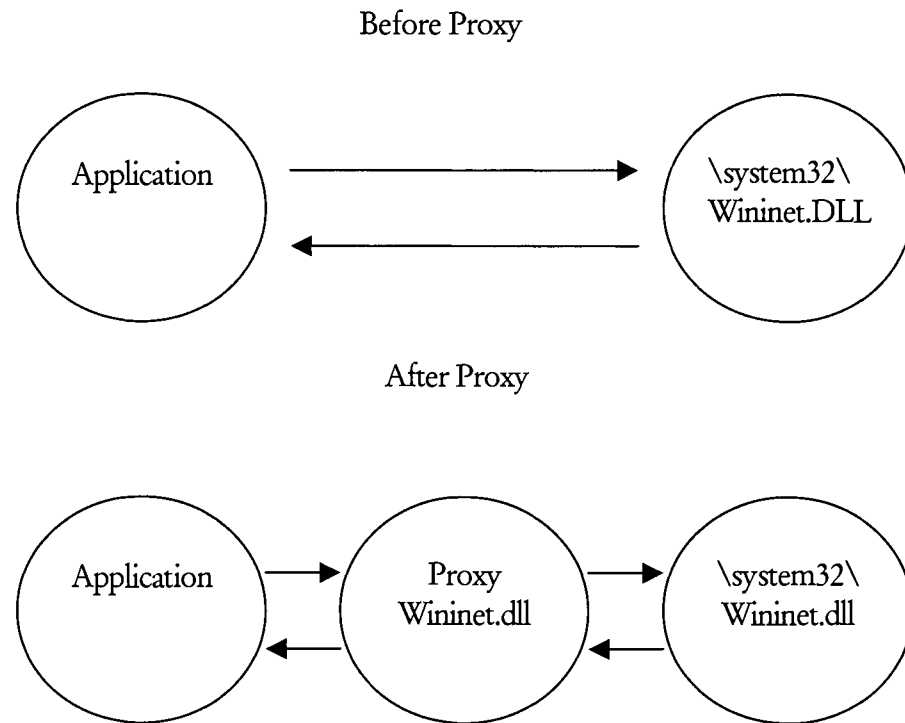 Before Proxy
Application
\system32\
Wininet.DLL
After Proxy
Application
Proxy
Wininet.dll
\system32\
Wininet.dll